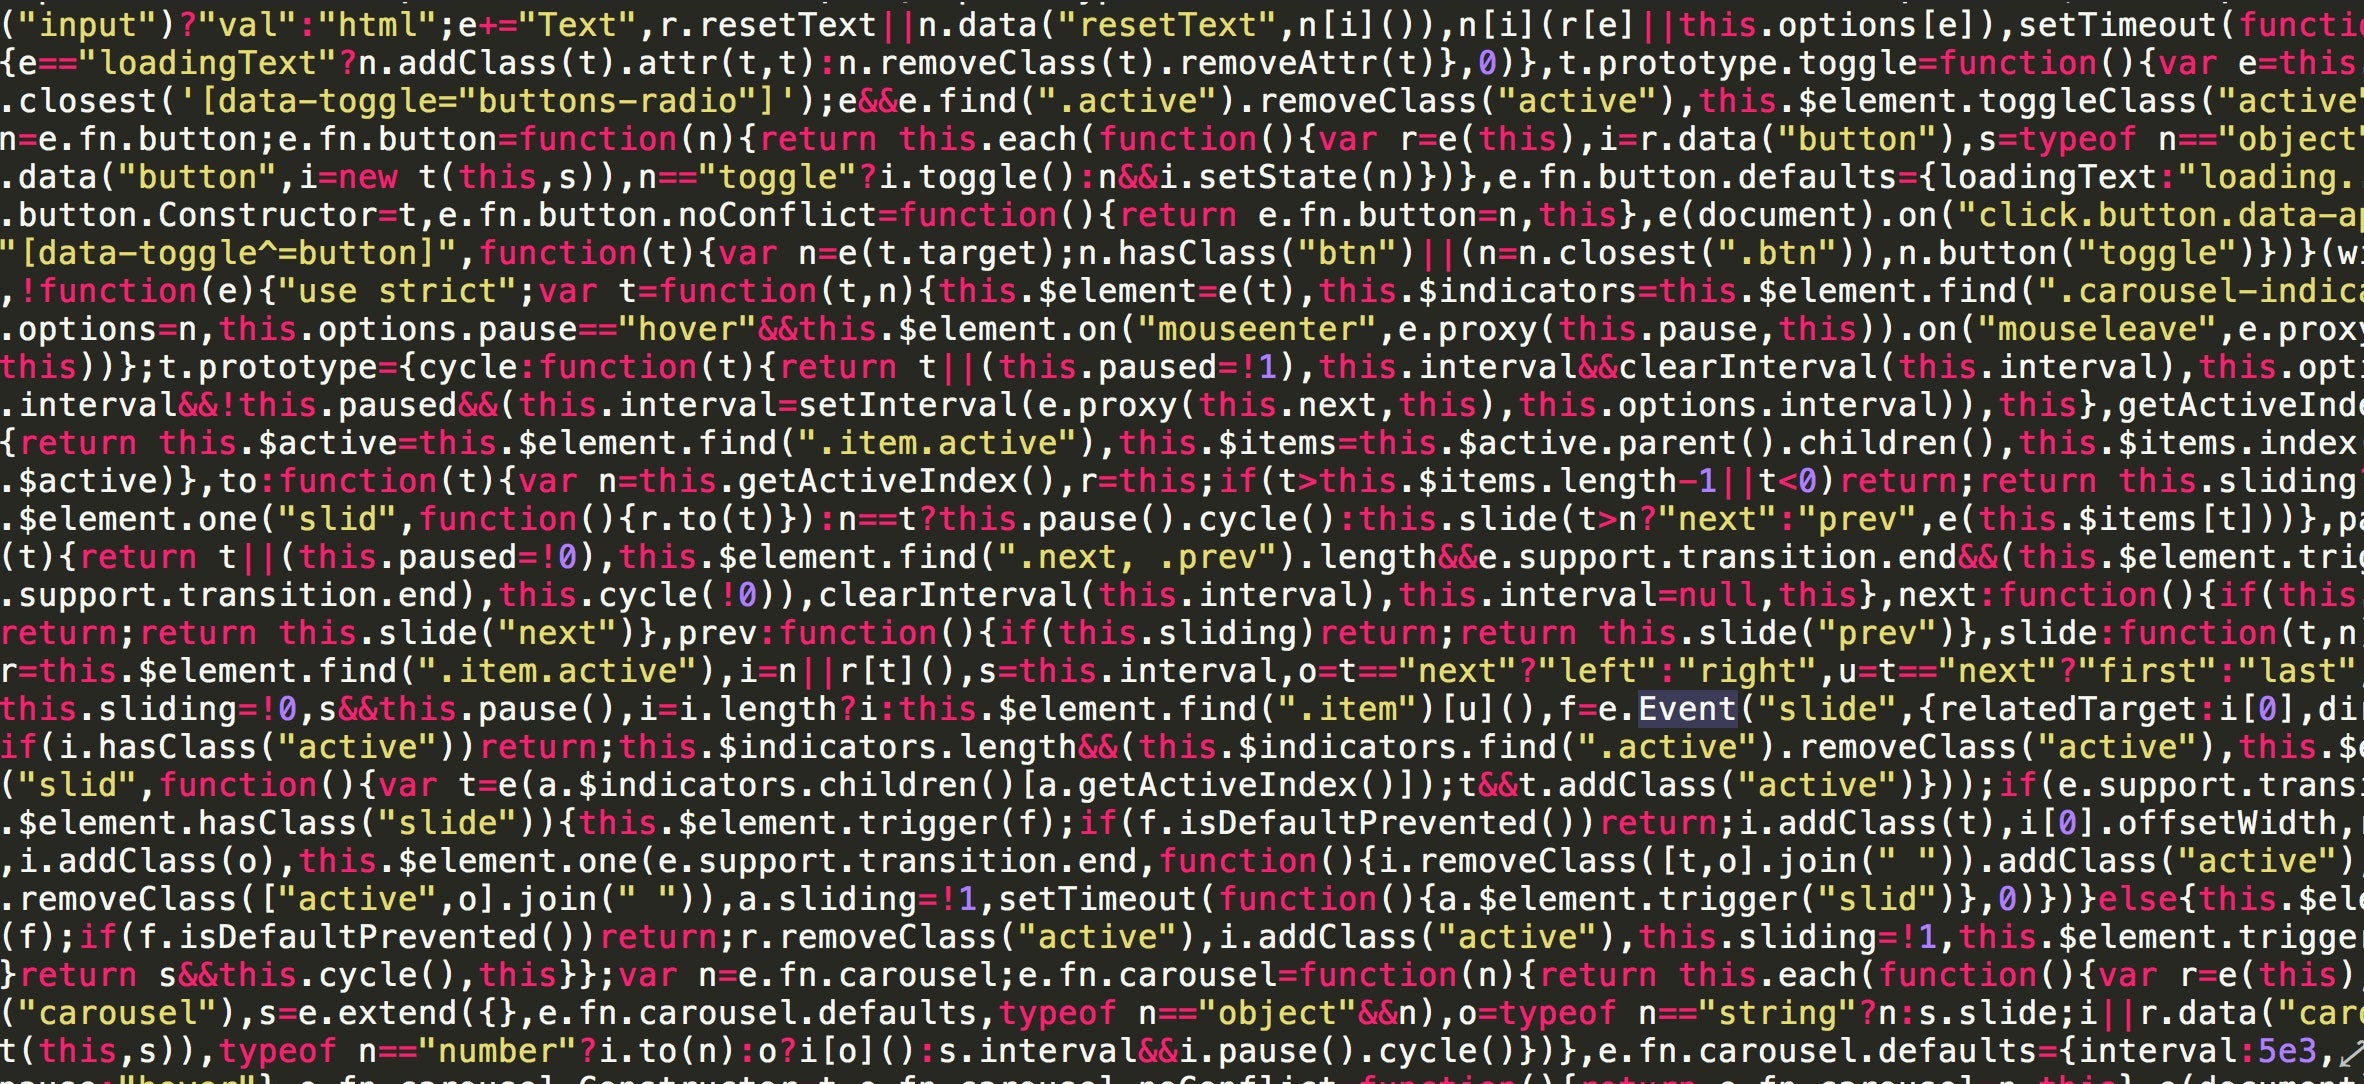 ("input")?"val":"html";e+="Text",r.resetText||n.data("resetText",n[i]()),n[i](r[e]||this.options[e]),setTimeout(functi
{e=="loadingText"?n.addClass(t).attr(t,t):n.removeClass(t).removeAttr(t)},0)},t.prototype.toggle=function(){var e=this.
.closest('[data-toggle="buttons-radio"]');e&&e.find(".active").removeClass("active"),this.$element.toggleClass("active"
n=e.fn.button;e.fn.button=function(n){return this.each(function(){var r=e(this),i=r.data("button"),s=typeof n=="object"
.data("button",i=new t(this,s)),n=="toggle"?i.toggle():n&&i.setState(n)})},e.fn.button.defaults={loadingText:"loading.
.button.Constructor=t,e.fn.button.noConflict=function(){return e.fn.button=n,this},e(document).on("click.button.data-ap
"[data-toggle^=button]",function(t){var n=e(t.target);n.hasClass("btn")||(n=n.closest(".btn")),n.button("toggle")})}(wi
,!function(e){"use strict";var t=function(t,n){this.$element=e(t),this.$indicators=this.$element.find(".carousel-indica
.options=n,this.options.pause=="hover"&&this.$element.on("mouseenter",e.proxy(this.pause,this)).on("mouseleave",e.proxy
this))};t.prototype={cycle:function(t){return t||(this.paused=!1),this.interval&&clearInterval(this.interval),this.opti
.interval&&!this.paused&&(this.interval=setInterval(e.proxy(this.next,this),this.options.interval)),this},getActiveInde
{return this.$active=this.$element.find(".item.active"),this.$items=this.$active.parent().children(),this.$items.index
.$active)},to:function(t){var n=this.getActiveIndex(),r=this;if(t>this.$items.length-1||t<0)return;return this.sliding?
.$element.one("slid",function(){r.to(t)}):n==t?this.pause().cycle():this.slide(t>n?"next":"prev",e(this.$items[t]))},pa
(t){return t||(this.paused=!0),this.$element.find(".next, .prev").length&&e.support.transition.end&&(this.$element.trig
.support.transition.end),this.cycle(!0)),clearInterval(this.interval),this.interval=null,this},next:function(){if(this.
return;return this.slide("next")},prev:function(){if(this.sliding)return;return this.slide("prev")},slide:function(t,n)
r=this.$element.find(".item.active"),i=n||r[t](),s=this.interval,o=t=="next"?"left":"right",u=t=="next"?"first":"last",
this.sliding=!0,s&&this.pause(),i=i.length?i:this.$element.find(".item")[u](),f=e.Event("slide",{relatedTarget:i[0],dir
if(i.hasClass("active"))return;this.$indicators.length&&(this.$indicators.find(".active").removeClass("active"),this.$e
("slid",function(){var t=e(a.$indicators.children()[a.getActiveIndex()]);t&&t.addClass("active")}));if(e.support.transi
.$element.hasClass("slide")){this.$element.trigger(f);if(f.isDefaultPrevented())return;i.addClass(t),i[0].offsetWidth,
,i.addClass(o),this.$element.one(e.support.transition.end,function(){i.removeClass([t,o].join(" ")).addClass("active"),
.removeClass(["active",o].join(" ")),a.sliding=!1,setTimeout(function(){a.$element.trigger("slid")},0)})}else{this.$ele
(f);if(f.isDefaultPrevented())return;r.removeClass("active"),i.addClass("active"),this.sliding=!1,this.$element.trigger
}return s&&this.cycle(),this}};var n=e.fn.carousel;e.fn.carousel=function(n){return this.each(function(){var r=e(this),
("carousel"),s=e.extend({},e.fn.carousel.defaults,typeof n=="object"&&n),o=typeof n=="string"?n:s.slide;i||r.data("caro
t(this,s)),typeof n=="number"?i.to(n):o?i[o]():s.interval&&i.pause().cycle()})},e.fn.carousel.defaults={interval:5e3,